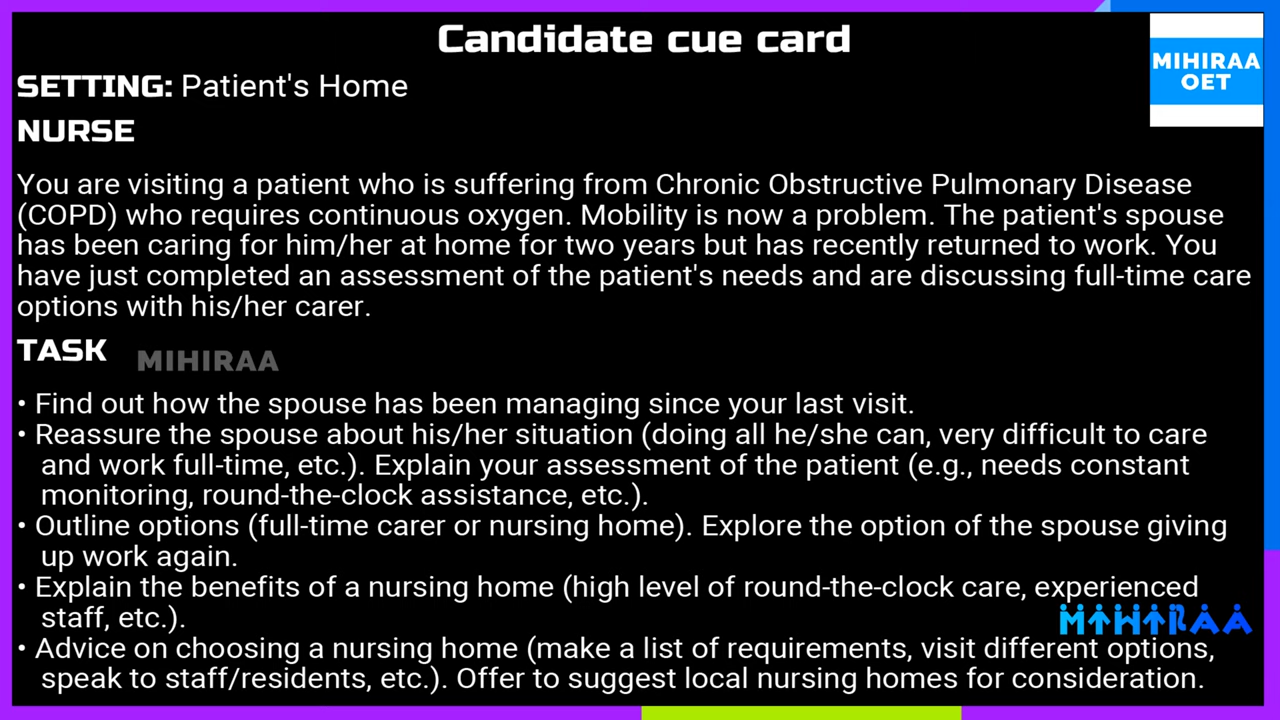 Candidate cue card
MIHIRAA
OET
SETTING: Patient's Home
NURSE
You are visiting a patient who is suffering from Chronic Obstructive Pulmonary Disease
(COPD) who requires continuous oxygen. Mobility is now a problem. The patient's spouse
has been caring for him/her at home for two years but has recently returned to work. You
have just completed an assessment of the patient's needs and are discussing full-time care
options with his/her carer.
TASK
MIHIRAA
• Find out how the spouse has been managing since your last visit.
• Reassure the spouse about his/her situation (doing all he/she can, very difficult to care
and work full-time, etc.). Explain your assessment of the patient (e.g., needs constant
monitoring, round-the-clock assistance, etc.).
• Outline options (full-time carer or nursing home). Explore the option of the spouse giving
up work again.
• Explain the benefits of a nursing home (high level of round-the-clock care, experienced
staff, etc.).
MIHIRAA
• Advice on choosing a nursing home (make a list of requirements, visit different options,
speak to staff/residents, etc.). Offer to suggest local nursing homes for consideration.